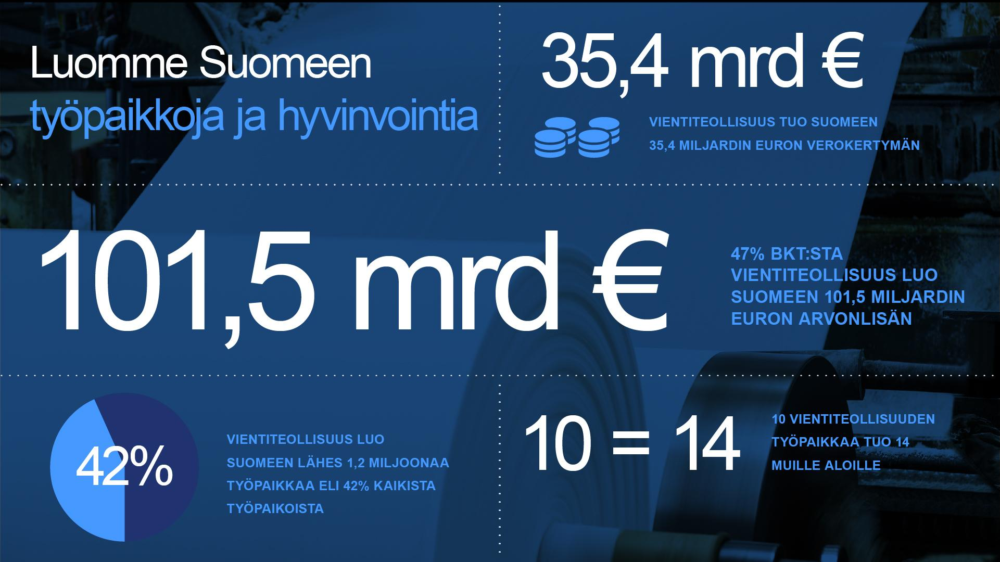 Luomme Suomeen
työpaikkoja ja hyvinvointia
35,4 mrd €
VIENTITEOLLISUUS TUO SUOMEEN
35,4 MILJARDIN EURON VEROKERTYMÄN
101,5 mrd €
47% BKT:STA
VIENTITEOLLISUUS LUO
SUOMEEN 101,5 MILJARDIN
EURON ARVONLISÄN
42%
VIENTITEOLLISUUS LUO
SUOMEEN LÄHES 1,2 MILJOONAA
TYÖPAIKKAA ELI 42% KAIKISTA
TYÖPAIKOISTA
10 = 14
10 VIENTITEOLLISUUDEN
TYÖPAIKKAA TUO 14
MUILLE ALOILLE